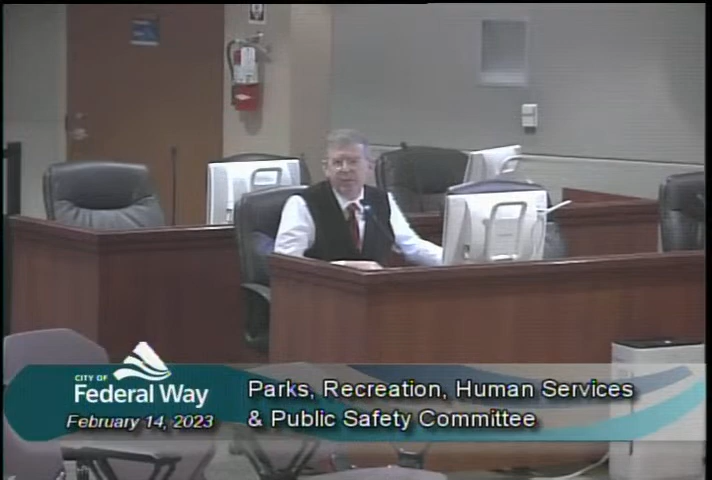 CITY OF
Federal Way
February 14, 2023
Parks, Recreation, Human Services
& Public Safety Committee